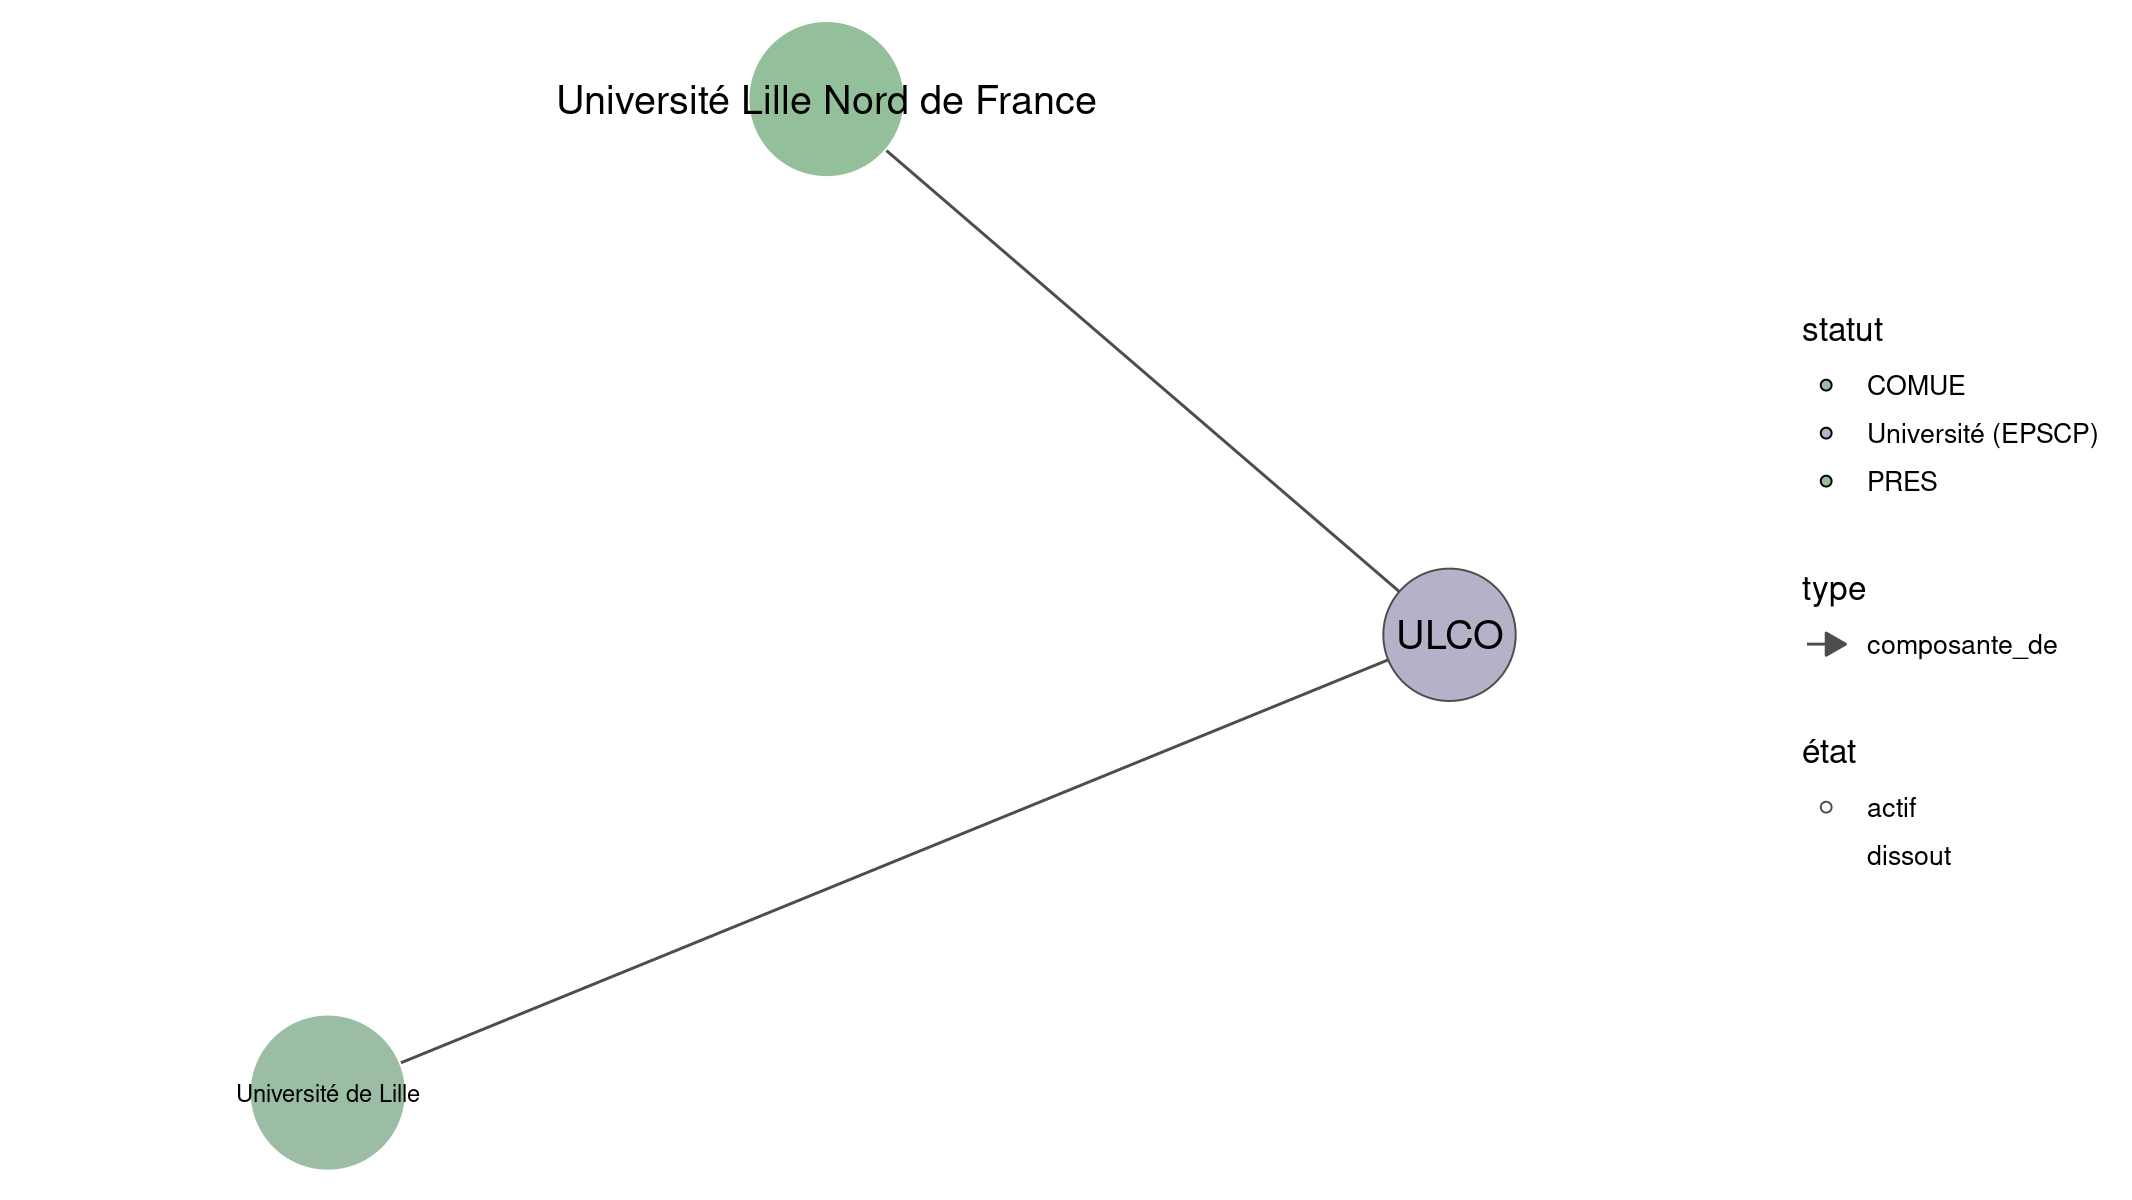 Université Lille Nord de France
ULCO
Université de Lille
statut
COMUE
Université (EPSCP)
PRES
type
composante_de
état
actif
dissout